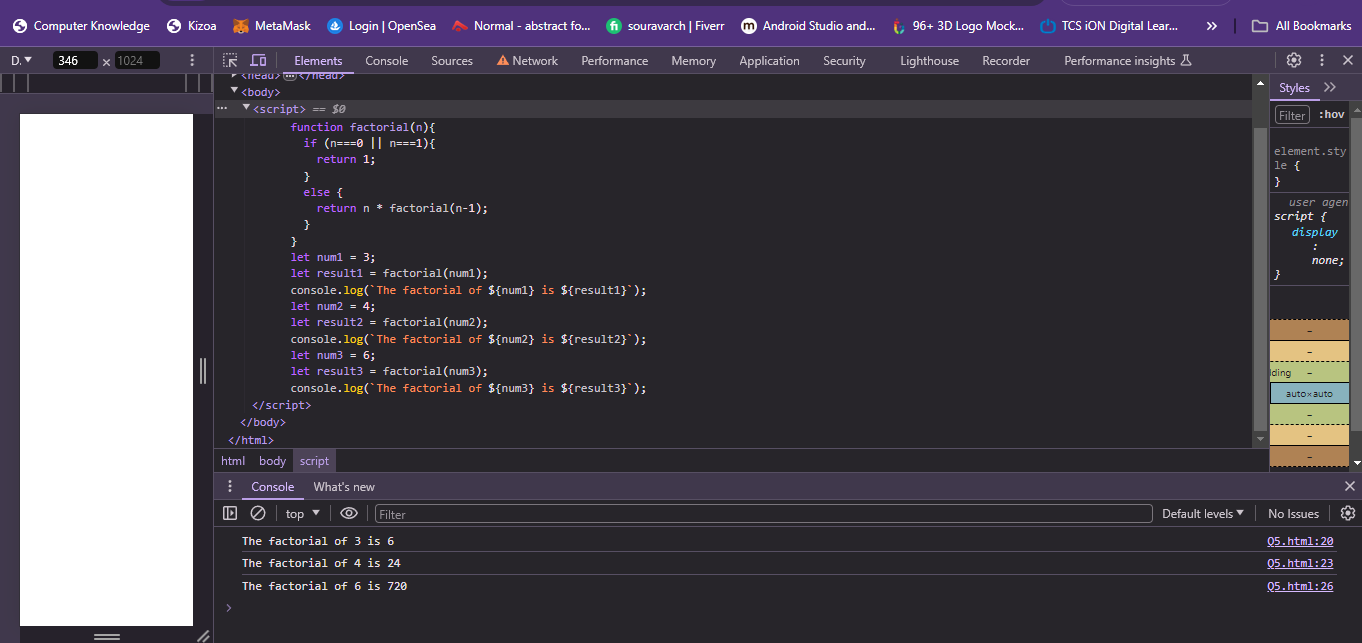 Computer Knowledge Kizoa MetaMask Login | OpenSea Normal - abstract fo... souravarch | Fiverr Android Studio and... 96+ 3D Logo Mock... TCS iON Digital Lear... » All Bookmarks
D. ▼ 346 × 1024 Elements Console Sources Network Performance Memory Application Security Lighthouse Recorder Performance insights
<head> ... </head>
▼<body>
... ▼<script> == $0
function factorial(n){
if (n===0 || n===1){
return 1;
}
else {
return n * factorial(n-1);
}
}
let num1 = 3;
let result1 = factorial(num1);
console.log(`The factorial of ${num1} is ${result1}`);
let num2 = 4;
let result2 = factorial(num2);
console.log(`The factorial of ${num2} is ${result2}`);
let num3 = 6;
let result3 = factorial(num3);
console.log(`The factorial of ${num3} is ${result3}`);
</script>
</body>
</html>
html body script
Styles »
Filter :hov
element.sty
le {
}
user agen
script {
display
:
none;
}
-
-
lding -
auto×auto
-
-
-
Console What's new
top ▼ Filter Default levels ▼ No Issues
The factorial of 3 is 6 Q5.html:20
The factorial of 4 is 24 Q5.html:23
The factorial of 6 is 720 Q5.html:26
>